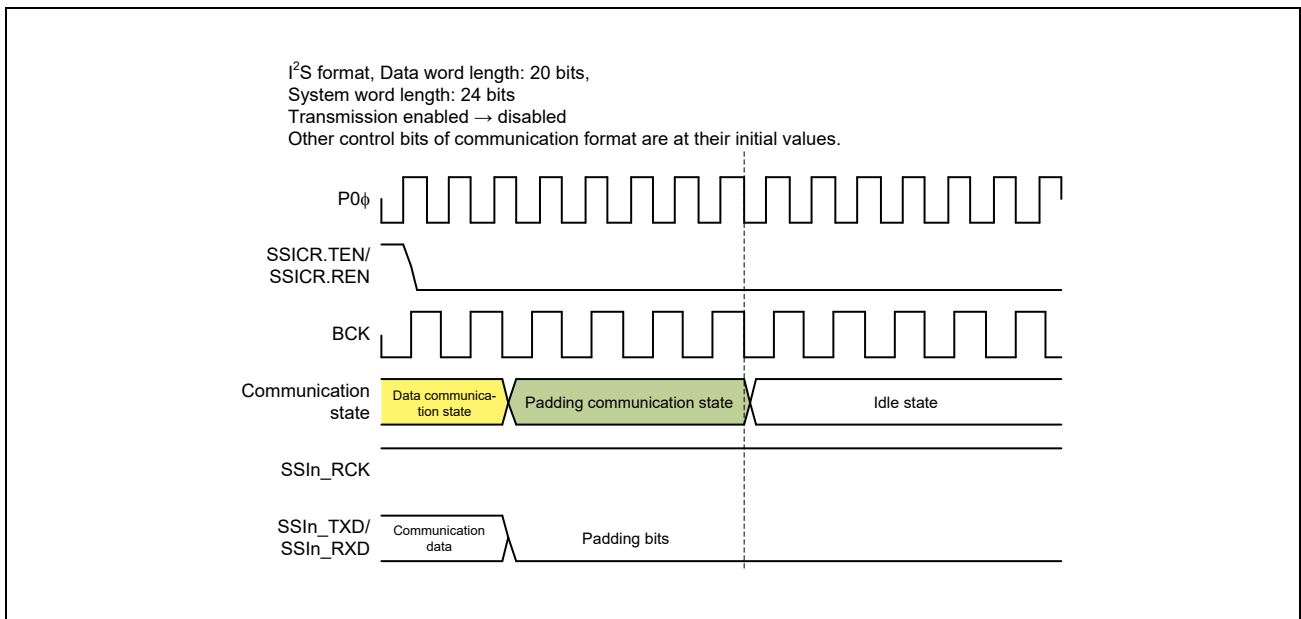 I²S format, Data word length: 20 bits,
System word length: 24 bits
Transmission enabled → disabled
Other control bits of communication format are at their initial values.
P0ϕ
SSICR.TEN/
SSICR.REN
BCK
Communication
state
Data communica-
tion state
Padding communication state
Idle state
SSIn_RCK
SSIn_TXD/
SSIn_RXD
Communication
data
Padding bits